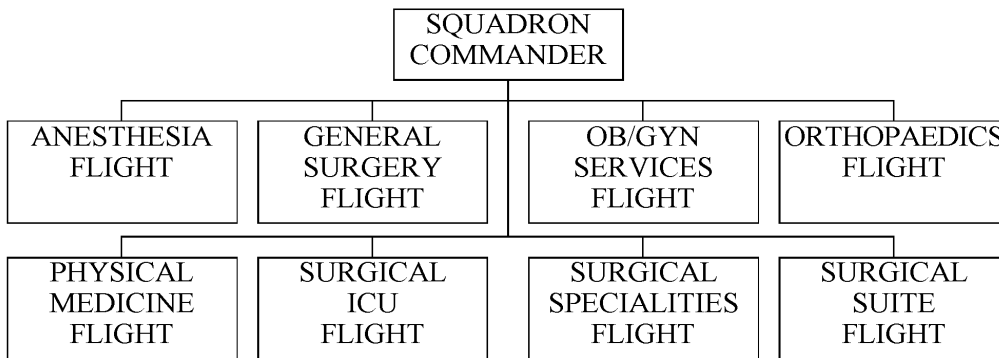 SQUADRON
COMMANDER
ANESTHESIA
FLIGHT
GENERAL
SURGERY
FLIGHT
OB/GYN
SERVICES
FLIGHT
ORTHOPAEDICS
FLIGHT
PHYSICAL
MEDICINE
FLIGHT
SURGICAL
ICU
FLIGHT
SURGICAL
SPECIALITIES
FLIGHT
SURGICAL
SUITE
FLIGHT